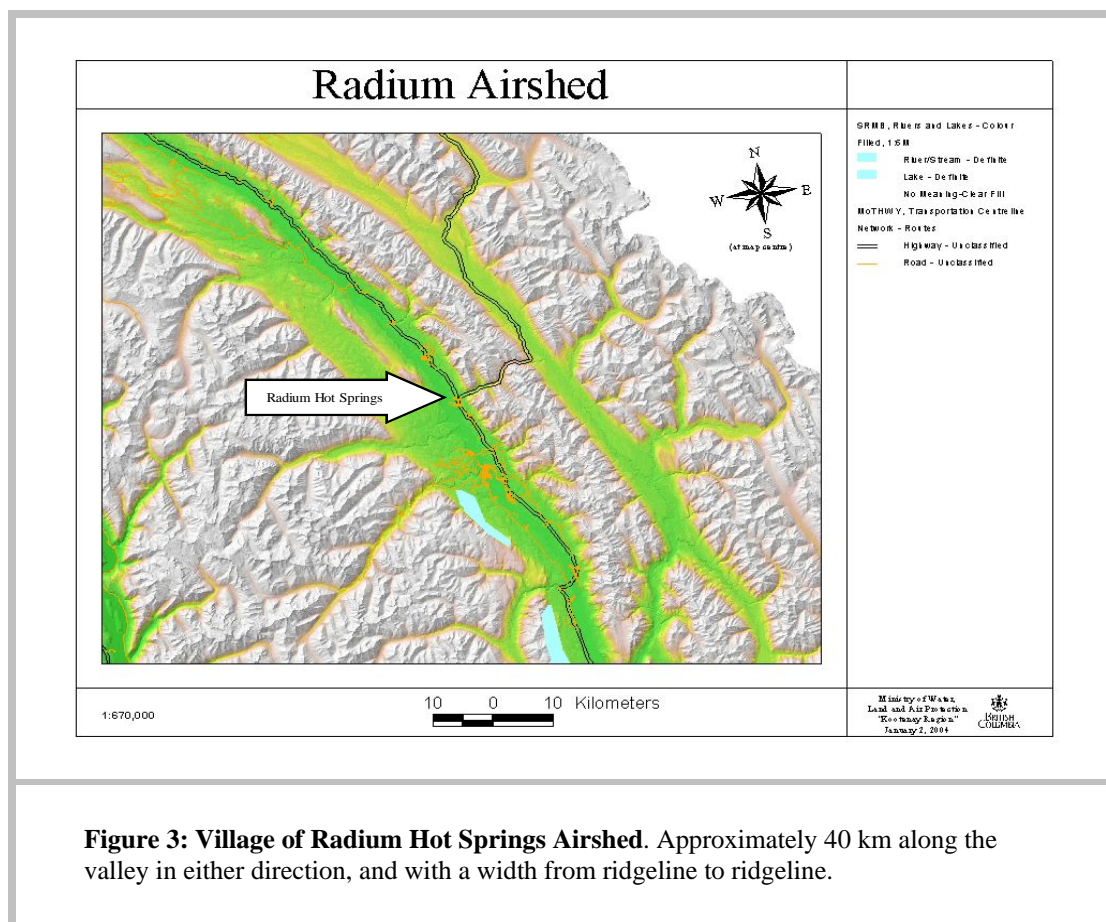 Radium Airshed
SRMB, Rivers and Lakes - Colour
Filled, 1:6M
River/Stream - Definite
Lake - Definite
No Meaning-Clear Fill
MoTHWY, Transportation Centreline
Network - Routes
Highway - Unclassified
Road - Unclassified
N
W E
S
(at map centre)
Radium Hot Springs
1:670,000
10 0 10 Kilometers
Ministry of Water,
Land and Air Protection
"Kootenay Region"
January 2, 2004
BRITISH
COLUMBIA
Figure 3: Village of Radium Hot Springs Airshed. Approximately 40 km along the
valley in either direction, and with a width from ridgeline to ridgeline.